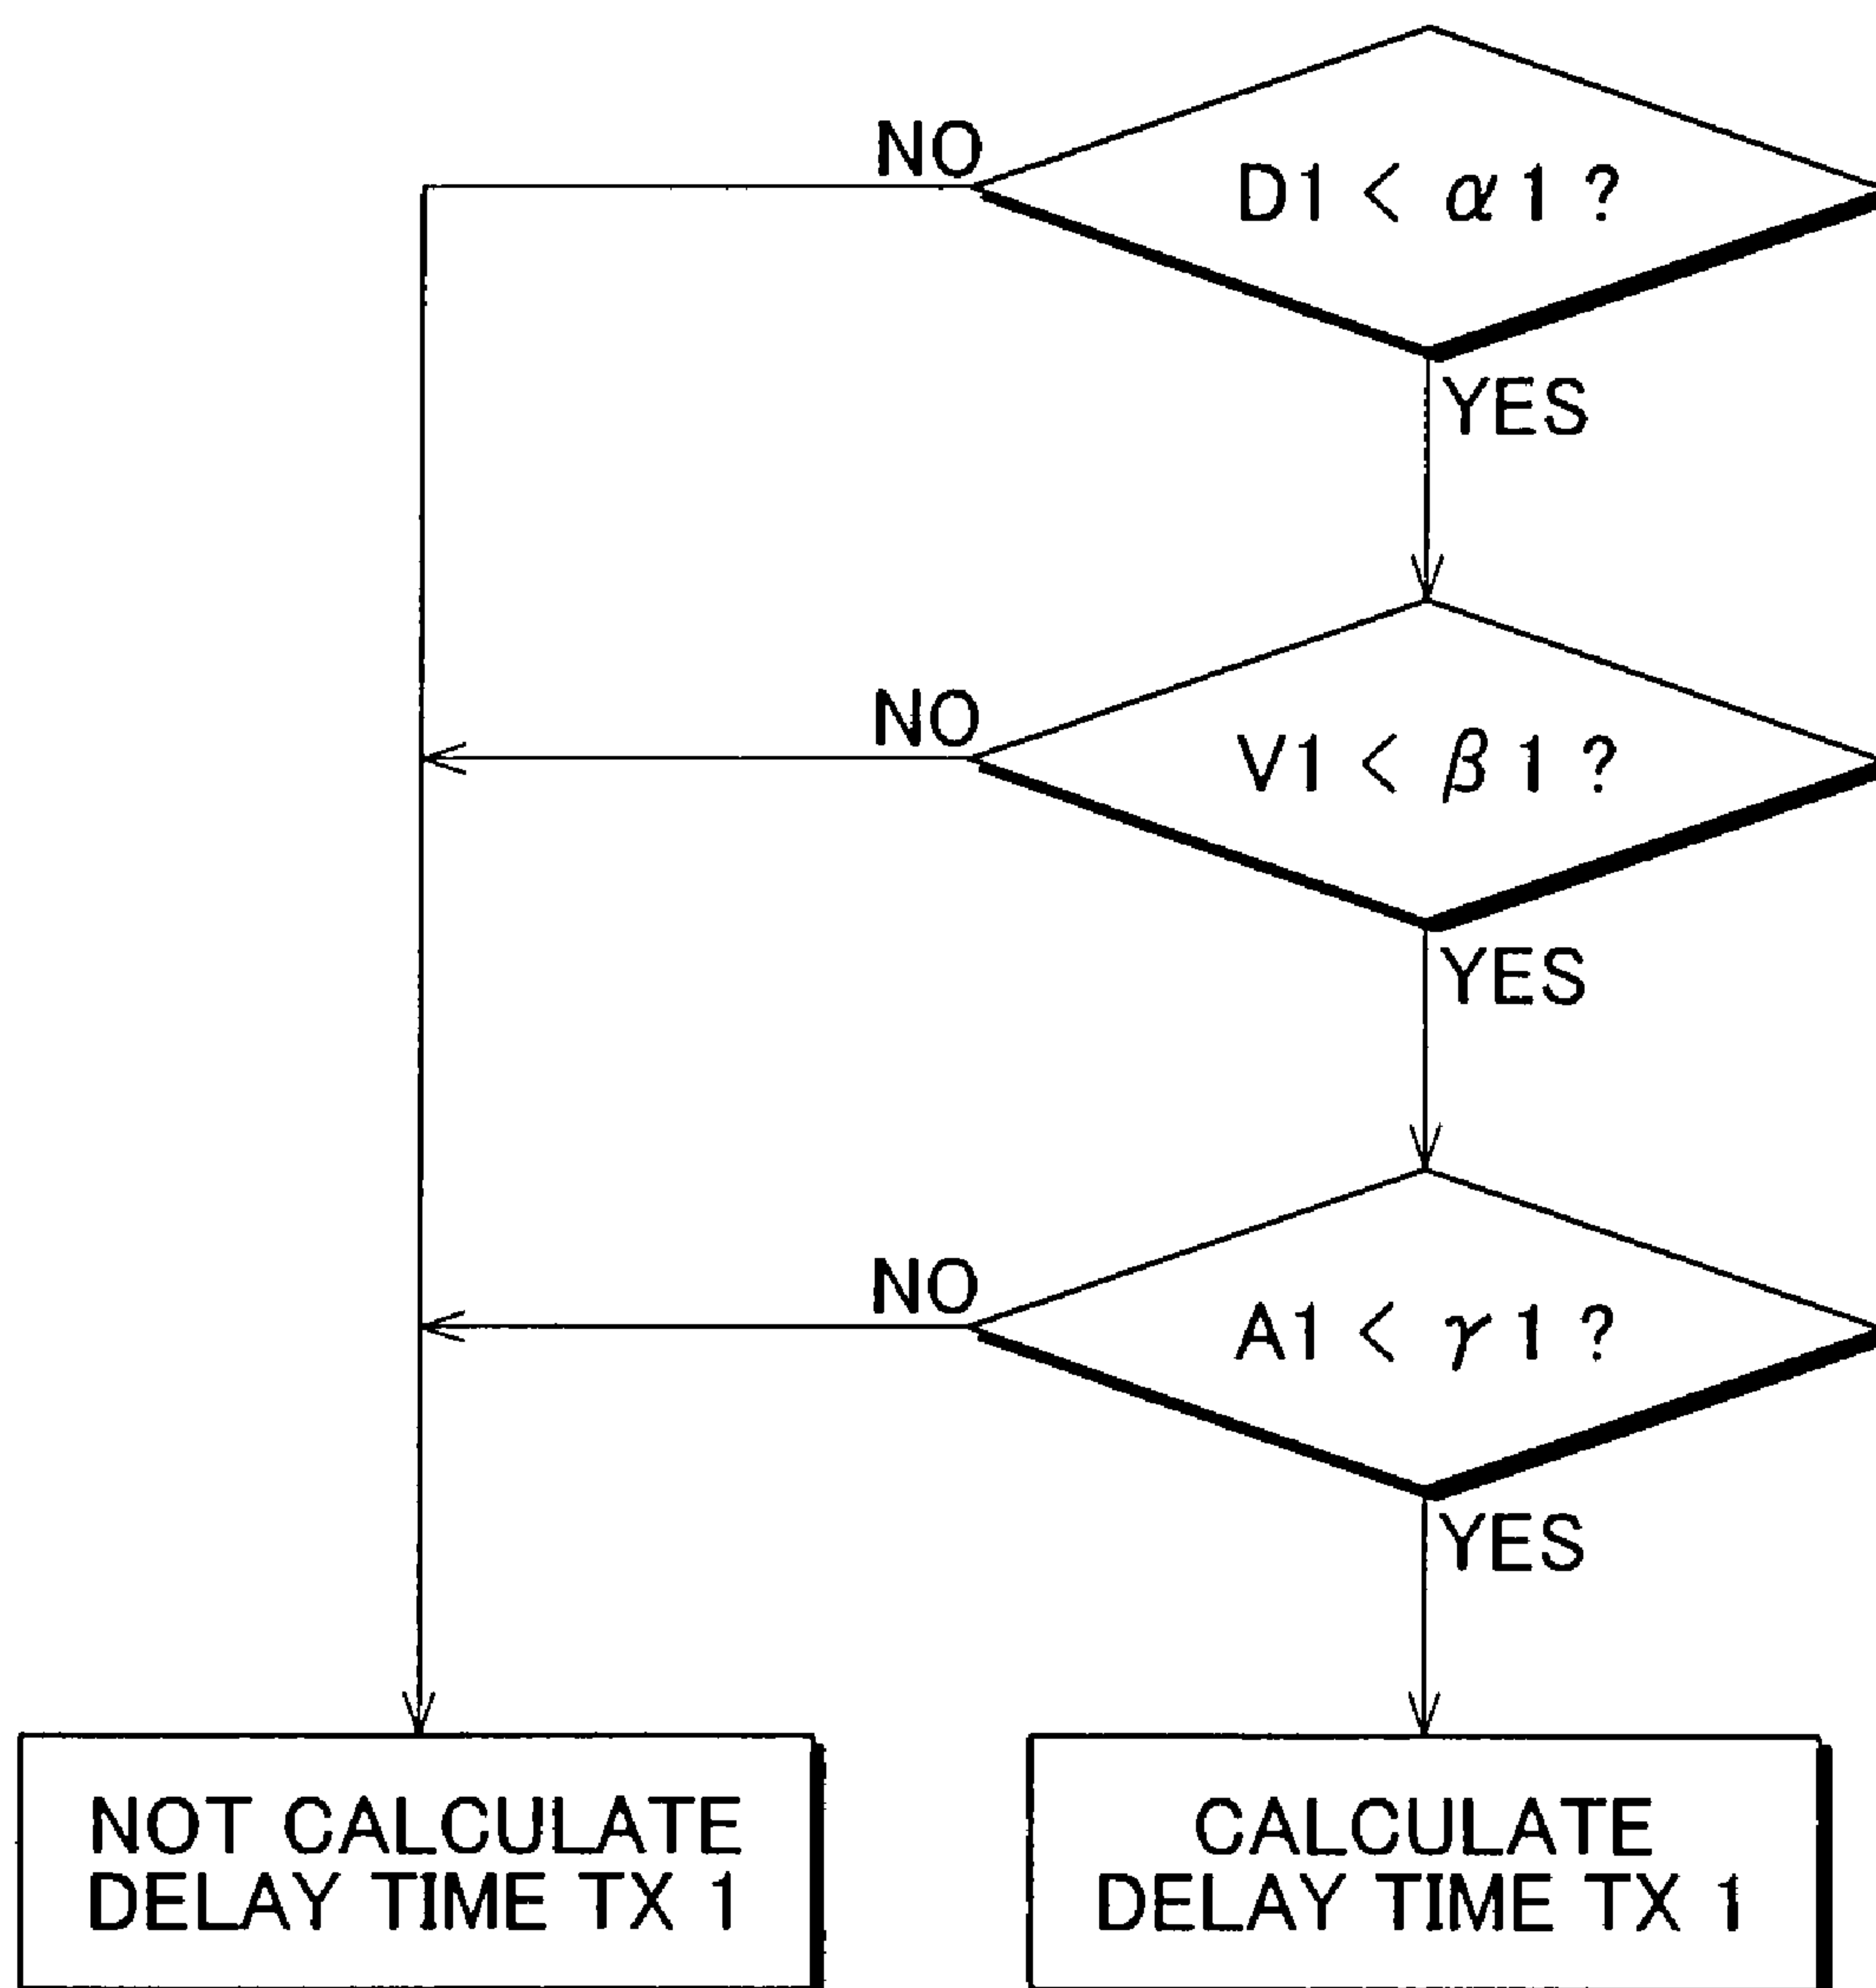 NO
D1 < α1 ?
YES
NO
V1 < β1 ?
YES
NO
A1 < γ1 ?
YES
NOT CALCULATE
DELAY TIME TX 1
CALCULATE
DELAY TIME TX 1